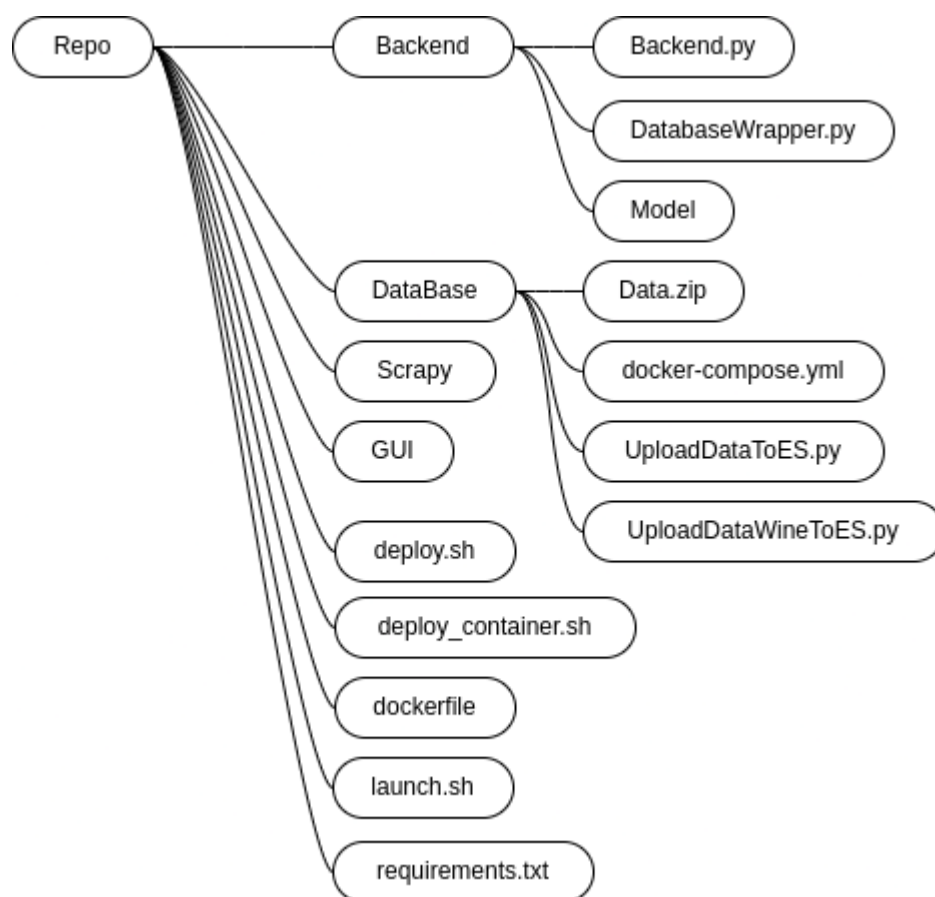 Repo
Backend
Backend.py
DatabaseWrapper.py
Model
DataBase
Data.zip
Scrapy
docker-compose.yml
GUI
UploadDataToES.py
UploadDataWineToES.py
deploy.sh
deploy_container.sh
dockerfile
launch.sh
requirements.txt